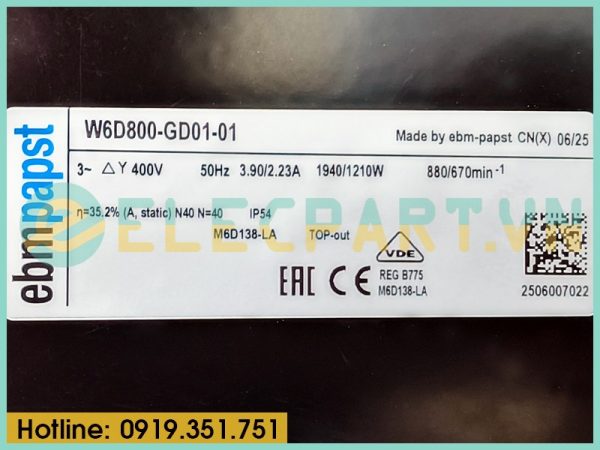 ebmpapst
W6D800-GD01-01
Made by ebm-papst CN(X) 06/25
3~ △ Y 400V 50Hz 3.90/2.23A 1940/1210W 880/670min⁻¹
η=35.2% (A, static) N40 N=40 IP54
M6D138-LA TOP-out
VDE
REG B775
M6D138-LA
EAC CE
2506007022
ELECPART.VN
Hotline: 0919.351.751